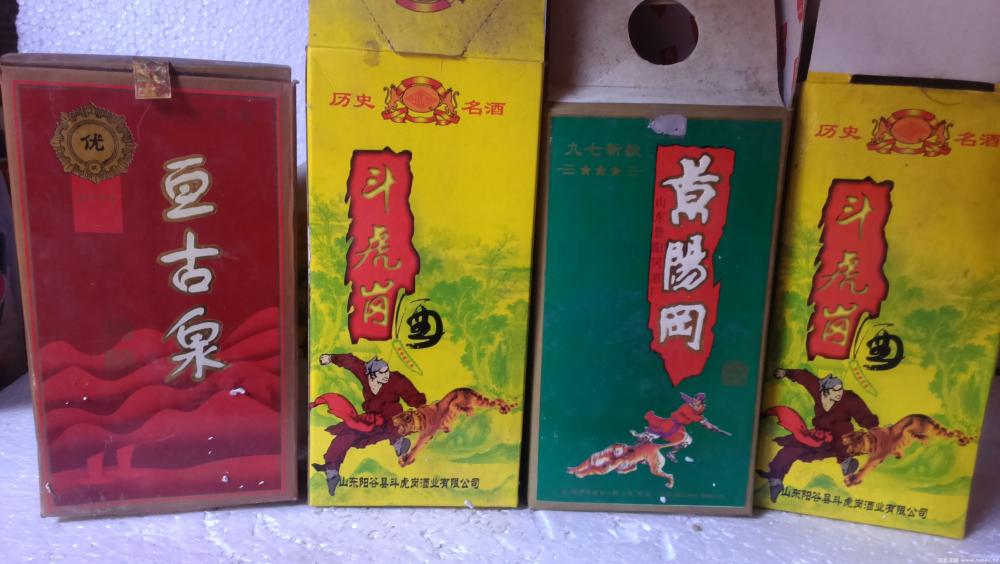 优
亘古泉
历史 名酒
斗虎岗
酒
山东阳谷县斗虎岗酒业有限公司
九七新款
景陽岡
历史 名酒
斗虎岗
酒
山东阳谷县斗虎岗酒业有限公司